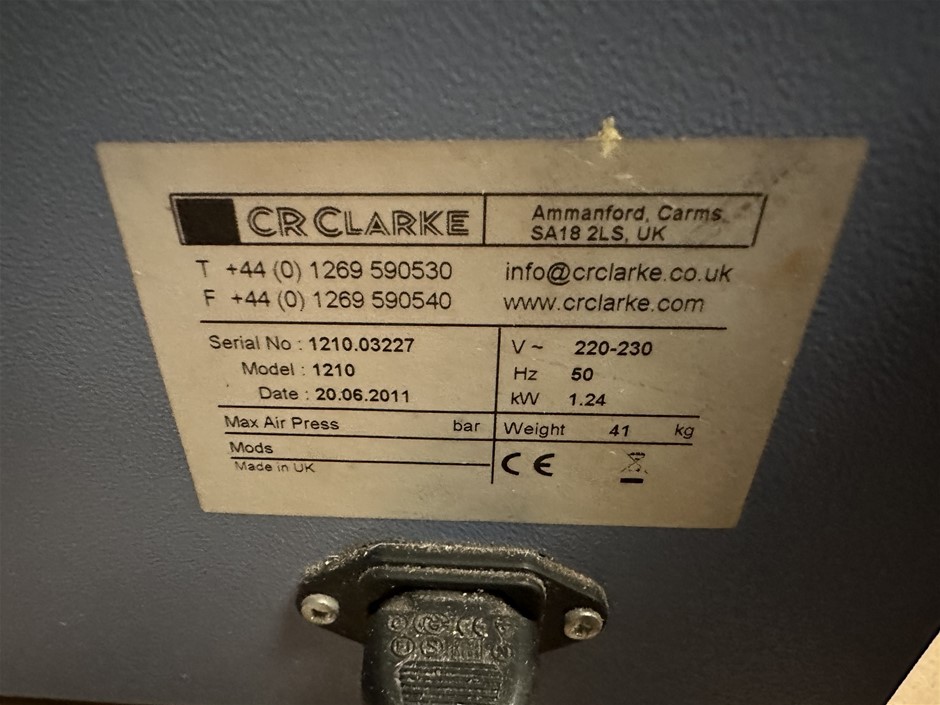 CR CLARKE
Ammanford, Carms.
SA18 2LS, UK
T +44 (0) 1269 590530
info@crclarke.co.uk
F +44 (0) 1269 590540
www.crclarke.com
Serial No : 1210.03227
V ~ 220-230
Model : 1210
Hz 50
Date : 20.06.2011
kW 1.24
Max Air Press bar
Weight 41 kg
Mods
Made in UK
CE